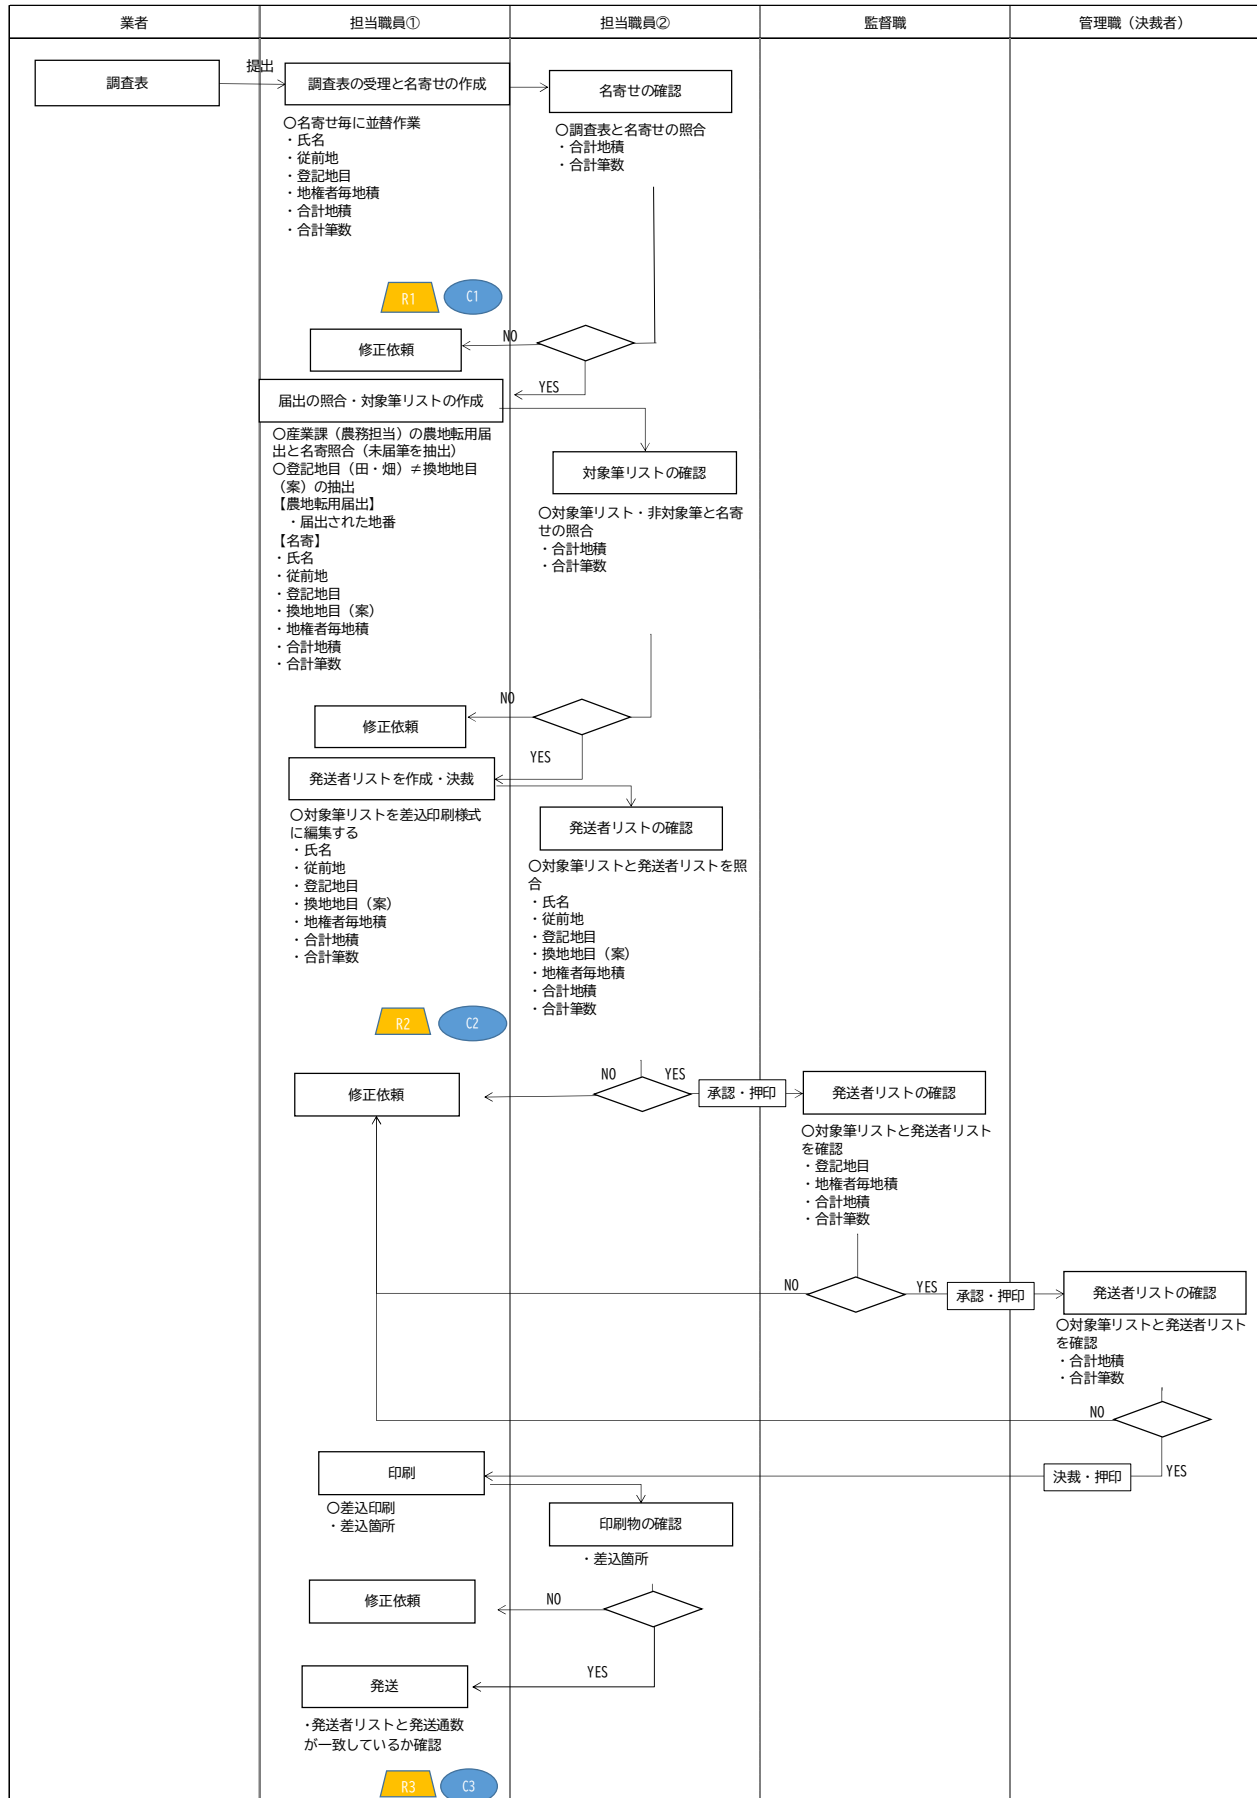 業者
担当職員①
担当職員②
監督職
管理職（決裁者）
調査表
提出
調査表の受理と名寄せの作成
名寄せの確認
〇名寄せ毎に並替作業
・氏名
・従前地
・登記地目
・地権者毎地積
・合計地積
・合計筆数
〇調査表と名寄せの照合
・合計地積
・合計筆数
R1
C1
修正依頼
NO
YES
届出の照合・対象筆リストの作成
〇産業課（農務担当）の農地転用届
出と名寄照合（未届筆を抽出）
〇登記地目（田・畑）≠換地地目
（案）の抽出
【農地転用届出】
・届出された地番
【名寄】
・氏名
・従前地
・登記地目
・換地地目（案）
・地権者毎地積
・合計地積
・合計筆数
対象筆リストの確認
〇対象筆リスト・非対象筆と名寄
せの照合
・合計地積
・合計筆数
修正依頼
NO
YES
発送者リストを作成・決裁
〇対象筆リストを差込印刷様式
に編集する
・氏名
・従前地
・登記地目
・換地地目（案）
・地権者毎地積
・合計地積
・合計筆数
発送者リストの確認
〇対象筆リストと発送者リストを照
合
・氏名
・従前地
・登記地目
・換地地目（案）
・地権者毎地積
・合計地積
・合計筆数
R2
C2
修正依頼
NO
YES
承認・押印
発送者リストの確認
〇対象筆リストと発送者リスト
を確認
・登記地目
・地権者毎地積
・合計地積
・合計筆数
NO
YES
承認・押印
発送者リストの確認
〇対象筆リストと発送者リスト
を確認
・合計地積
・合計筆数
NO
YES
決裁・押印
印刷
〇差込印刷
・差込箇所
印刷物の確認
・差込箇所
修正依頼
NO
YES
発送
・発送者リストと発送通数
が一致しているか確認
R3
C3